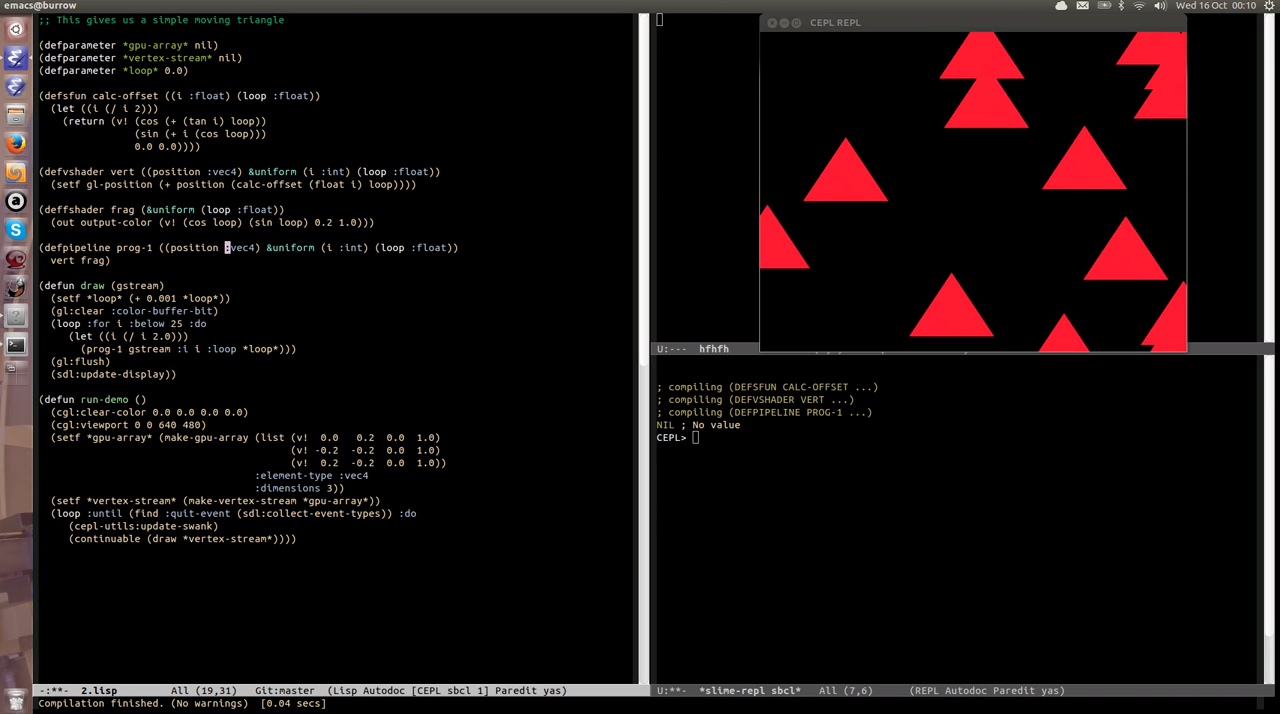 emacs@burrow
Wed 16 Oct 00:10
;; This gives us a simple moving triangle
(defparameter *gpu-array* nil)
(defparameter *vertex-stream* nil)
(defparameter *loop* 0.0)
(defsfun calc-offset ((i :float) (loop :float))
  (let ((i (/ i 2)))
    (return (v! (cos (+ (tan i) loop))
                (sin (+ i (cos loop)))
                0.0 0.0))))
(defvshader vert ((position :vec4) &uniform (i :int) (loop :float))
  (setf gl-position (+ position (calc-offset (float i) loop))))
(deffshader frag (&uniform (loop :float))
  (out output-color (v! (cos loop) (sin loop) 0.2 1.0)))
(defpipeline prog-1 ((position :vec4) &uniform (i :int) (loop :float))
  vert frag)
(defun draw (gstream)
  (setf *loop* (+ 0.001 *loop*))
  (gl:clear :color-buffer-bit)
  (loop :for i :below 25 :do
     (let ((i (/ i 2.0)))
       (prog-1 gstream :i i :loop *loop*)))
  (gl:flush)
  (sdl:update-display))
(defun run-demo ()
  (cgl:clear-color 0.0 0.0 0.0 0.0)
  (cgl:viewport 0 0 640 480)
  (setf *gpu-array* (make-gpu-array (list (v!  0.0   0.2  0.0  1.0)
                                          (v! -0.2  -0.2  0.0  1.0)
                                          (v!  0.2  -0.2  0.0  1.0))
                                    :element-type :vec4
                                    :dimensions 3))
  (setf *vertex-stream* (make-vertex-stream *gpu-array*))
  (loop :until (find :quit-event (sdl:collect-event-types)) :do
     (cepl-utils:update-swank)
     (continuable (draw *vertex-stream*))))
-:**-  2.lisp         All (19,31)    Git:master  (Lisp Autodoc [CEPL sbcl 1] Paredit yas)
Compilation finished. (No warnings)  [0.04 secs]
CEPL REPL
U:---  hfhfh
; compiling (DEFSFUN CALC-OFFSET ...)
; compiling (DEFVSHADER VERT ...)
; compiling (DEFPIPELINE PROG-1 ...)
NIL ; No value
CEPL>
U:**-  *slime-repl sbcl*   All (7,6)      (REPL Autodoc Paredit yas)